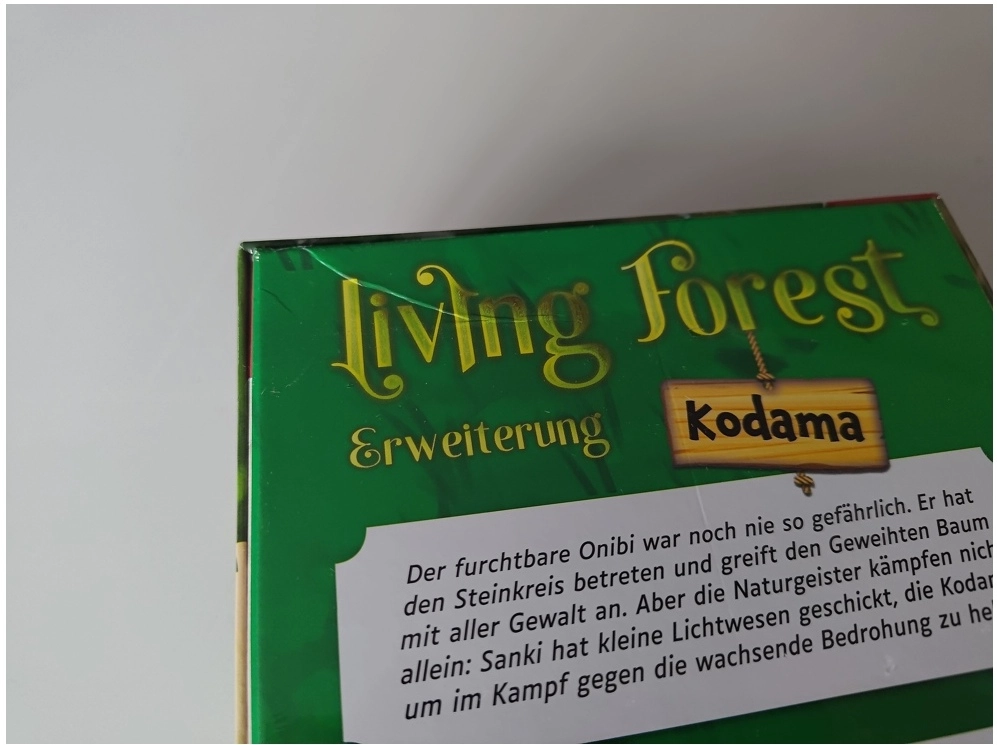 Living Forest
Erweiterung
Kodama
Der furchtbare Onibi war noch nie so gefährlich. Er hat
den Steinkreis betreten und greift den Geweihten Baum
mit aller Gewalt an. Aber die Naturgeister kämpfen
allein: Sanki hat kleine Lichtwesen geschickt, die
um im Kampf gegen die wachsende Bedrohung zu